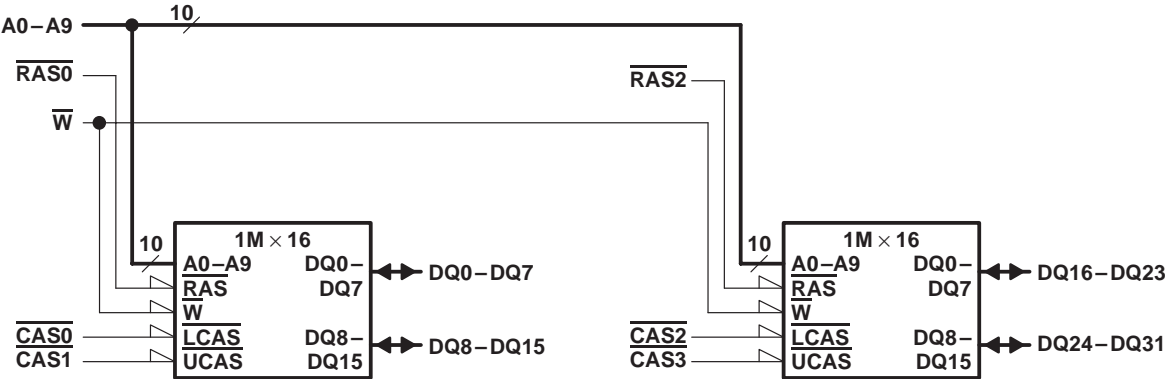 10
A0–A9
RAS0
RAS2
W
10
1M × 16
A0–A9
DQ0–
DQ7
RAS
W
LCAS
DQ8–
DQ15
UCAS
DQ0–DQ7
DQ8–DQ15
CAS0
CAS1
10
1M × 16
A0–A9
DQ0–
DQ7
RAS
W
LCAS
DQ8–
DQ15
UCAS
DQ16–DQ23
DQ24–DQ31
CAS2
CAS3